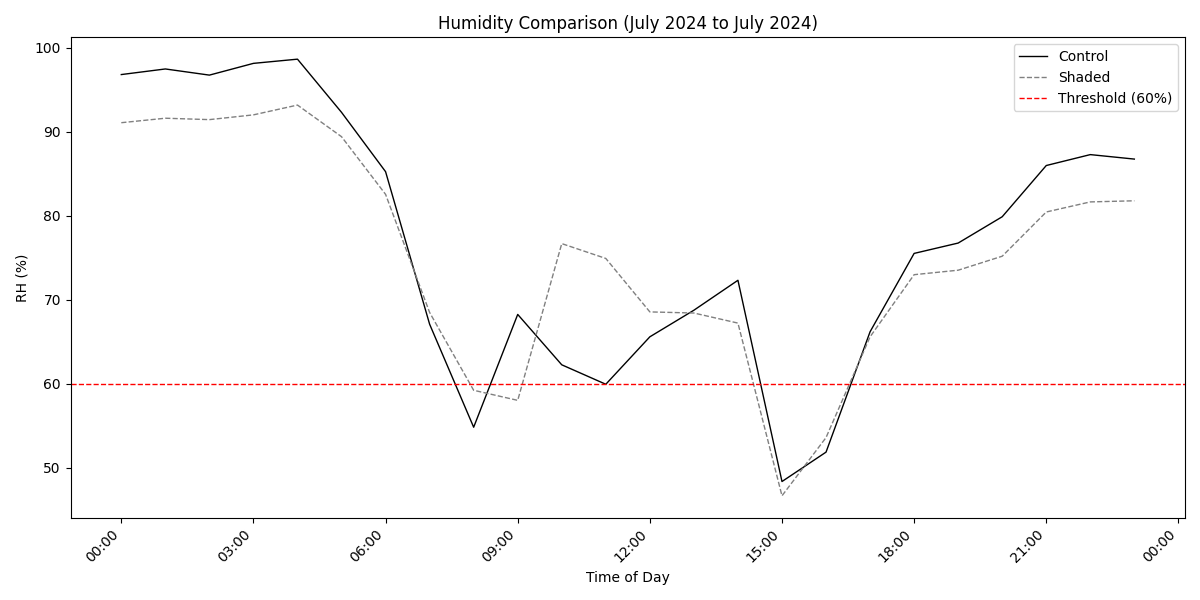 Humidity Comparison (July 2024 to July 2024)
Control
Shaded
Threshold (60%)
RH (%)
100
90
80
70
60
50
00:00
03:00
06:00
09:00
12:00
15:00
18:00
21:00
00:00
Time of Day